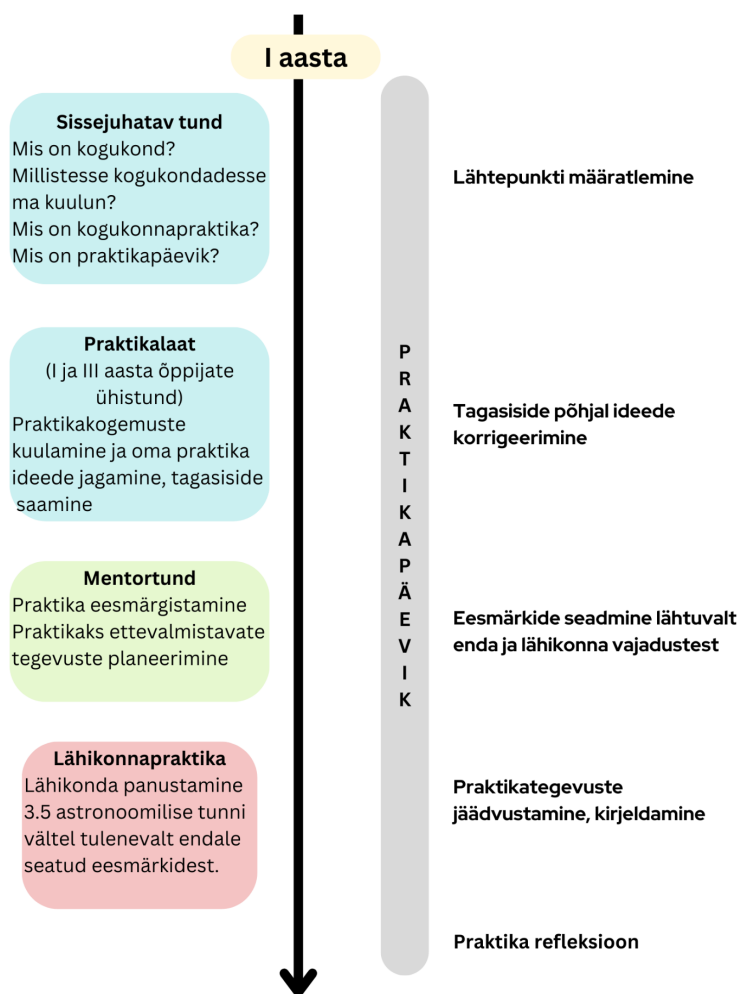 I aasta
Sissejuhatav tund
Mis on kogukond?
Millistesse kogukondadesse
ma kuulun?
Mis on kogukonnapraktika?
Mis on praktikapäevik?
Lähtepunkti määratlemine
Praktikalaat
(I ja III aasta õppijate
ühistund)
Praktikakogemuste
kuulamine ja oma praktika
ideede jagamine, tagasiside
saamine
Tagasiside põhjal ideede
korrigeerimine
Mentortund
Praktika eesmärgistamine
Praktikaks ettevalmistavate
tegevuste planeerimine
Eesmärkide seadmine lähtuvalt
enda ja lähikonna vajadustest
Lähikonnapraktika
Lähikonda panustamine
3.5 astronoomilise tunni
vältel tulenevalt endale
seatud eesmärkidest.
Praktikategevuste
jäädvustamine, kirjeldamine
Praktika refleksioon
P
R
A
K
T
I
K
A
P
Ä
E
V
I
K